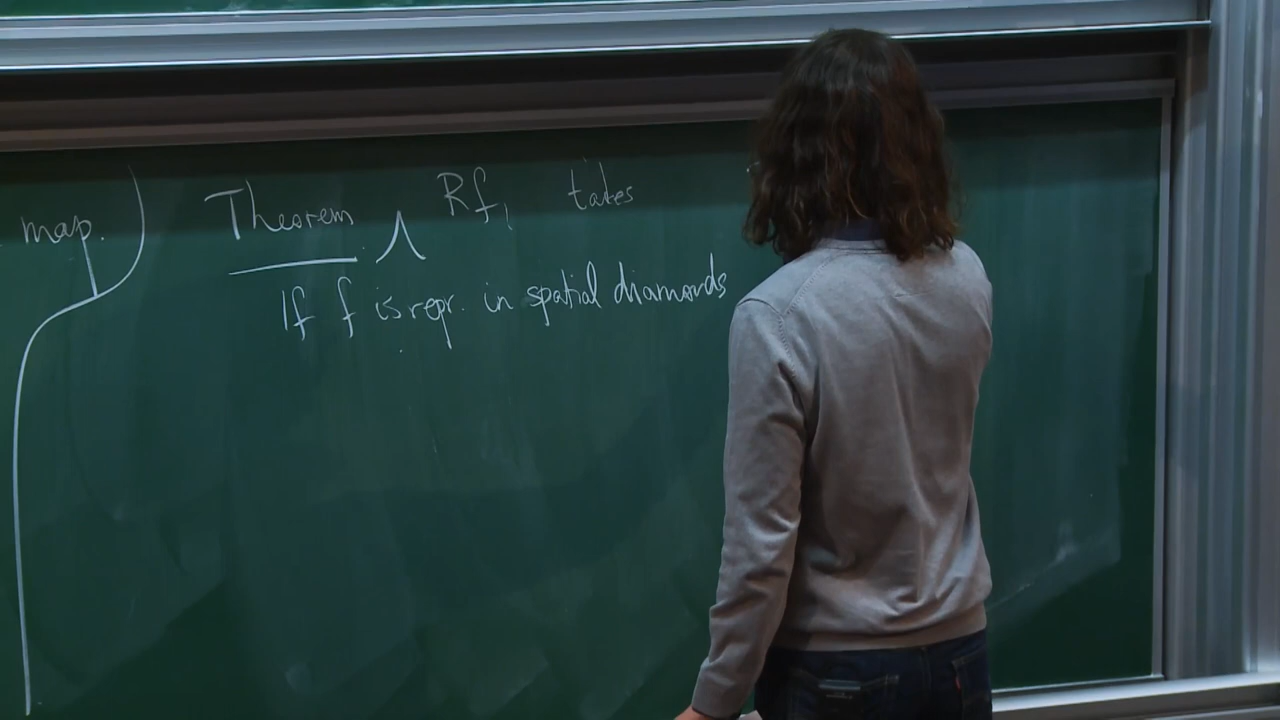 map.
Theorem. Rf! takes
If f is repr. in spatial diamonds